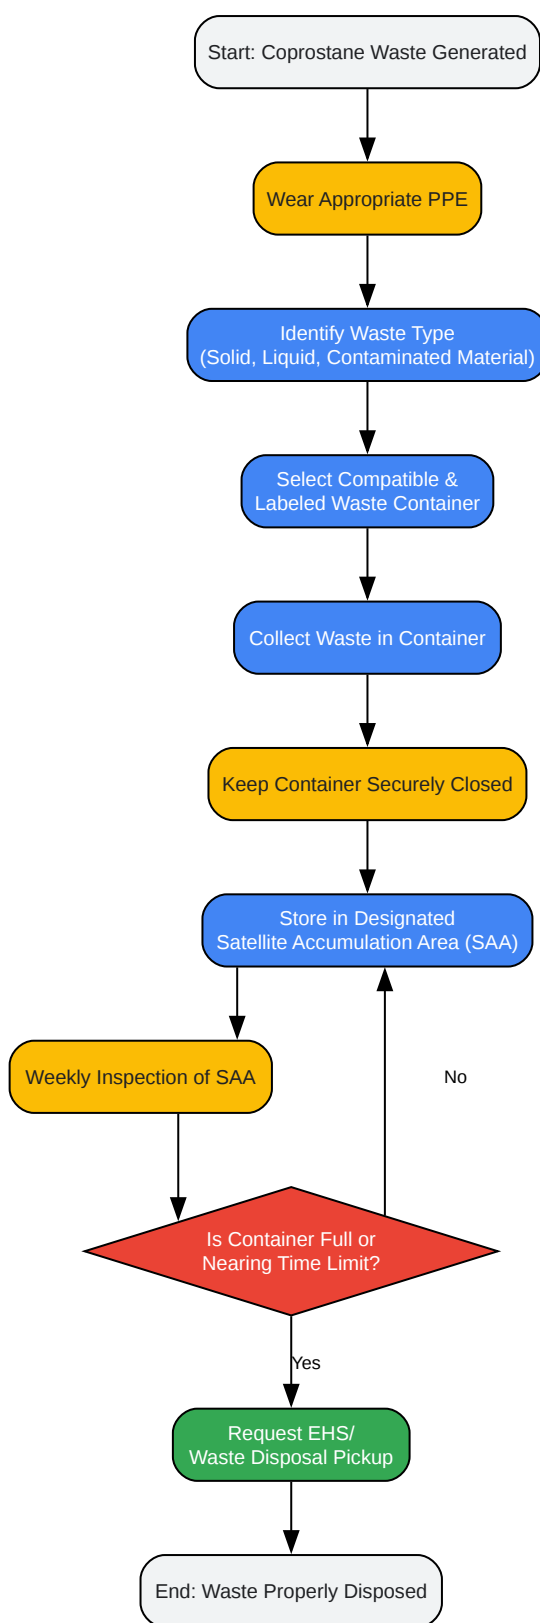 Start: Coprostane Waste Generated
Wear Appropriate PPE
Identify Waste Type
(Solid, Liquid, Contaminated Material)
Select Compatible &
Labeled Waste Container
Collect Waste in Container
Keep Container Securely Closed
Store in Designated
Satellite Accumulation Area (SAA)
Weekly Inspection of SAA
No
Is Container Full or
Nearing Time Limit?
Yes
Request EHS/
Waste Disposal Pickup
End: Waste Properly Disposed